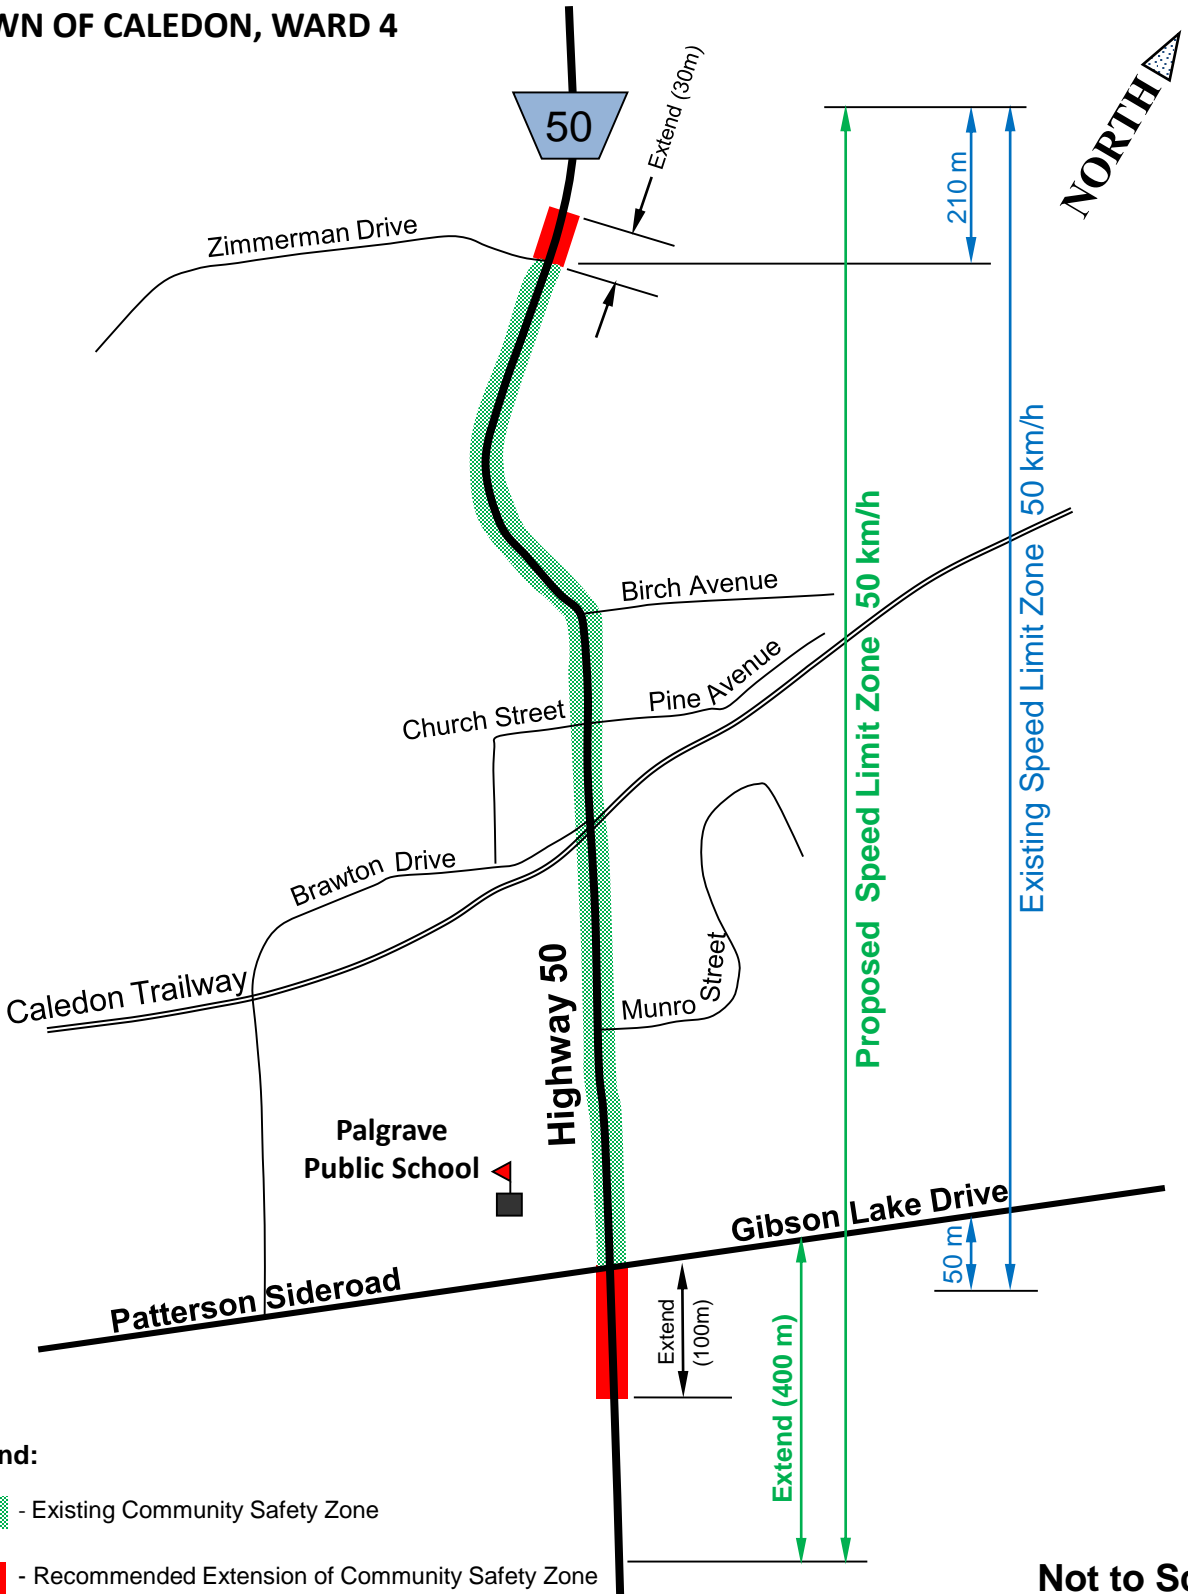 WN OF CALEDON, WARD 4
50
Extend (30m)
NORTH
210 m
Zimmerman Drive
Birch Avenue
Pine Avenue
Church Street
Brawton Drive
Caledon Trailway
Munro Street
Highway 50
Proposed Speed Limit Zone 50 km/h
Existing Speed Limit Zone 50 km/h
Palgrave
Public School
Gibson Lake Drive
Patterson Sideroad
50 m
Extend
(100m)
Extend (400 m)
nd:
- Existing Community Safety Zone
- Recommended Extension of Community Safety Zone
Not to Sc